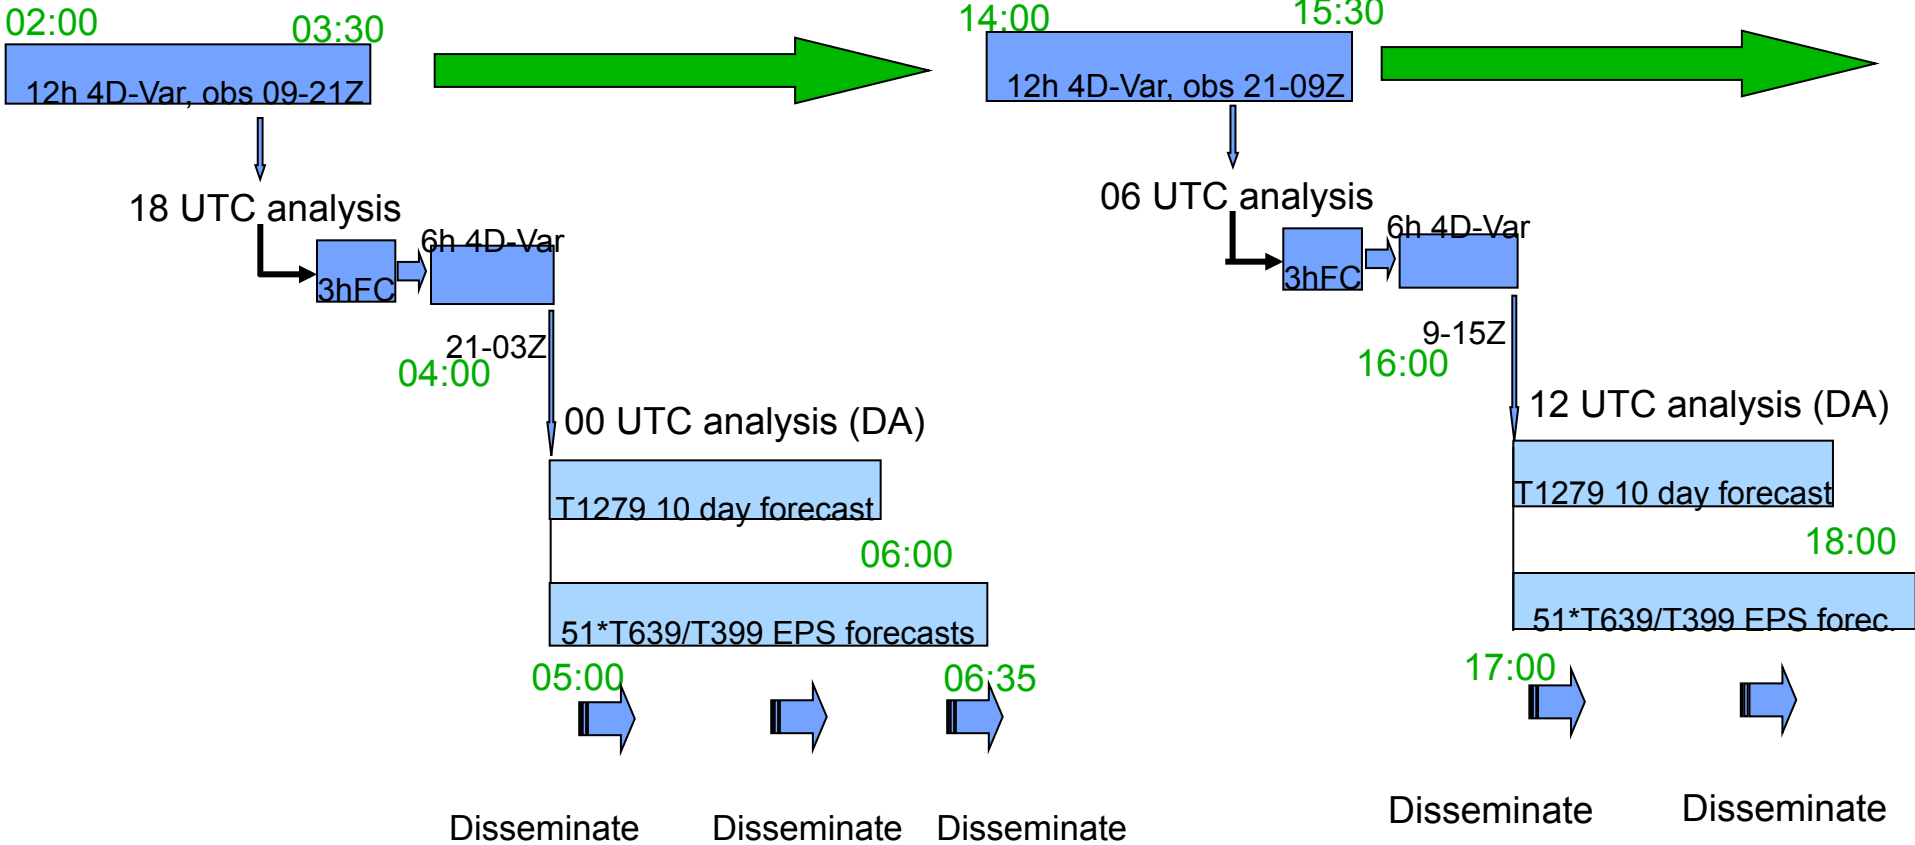 02:00
03:30
12h 4D-Var, obs 09-21Z
18 UTC analysis
3hFC
6h 4D-Var
21-03Z
04:00
00 UTC analysis (DA)
T1279 10 day forecast
06:00
51*T639/T399 EPS forecasts
05:00
06:35
Disseminate
Disseminate
Disseminate
14:00
15:30
12h 4D-Var, obs 21-09Z
06 UTC analysis
3hFC
6h 4D-Var
9-15Z
16:00
12 UTC analysis (DA)
T1279 10 day forecast
18:00
51*T639/T399 EPS forec.
17:00
Disseminate
Disseminate